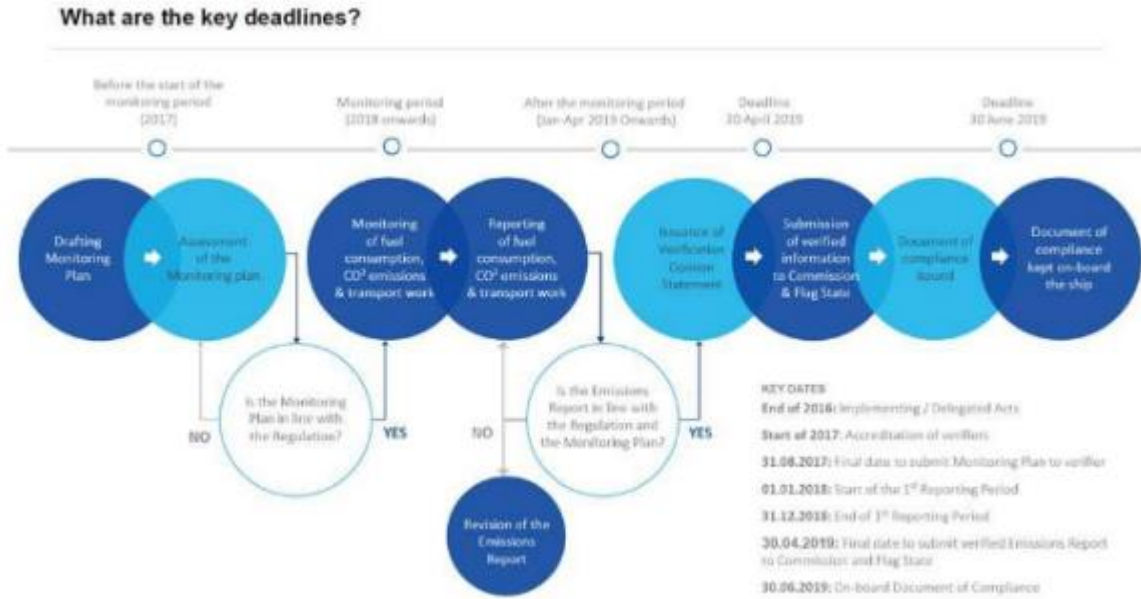 What are the key deadlines?
Before the start of the
monitoring period
(2017)
Monitoring period
(2018 onwards)
After the monitoring period
(Jan-Apr 2019 Onwards)
Deadline
30 April 2019
Deadline
30 June 2019
Drafting
Monitoring
Plan
Assessment
of the
Monitoring plan
Monitoring
of fuel
consumption,
CO² emissions
& transport work
Reporting
of fuel
consumption,
CO² emissions
& transport work
Issuance of
Verification
Opinion
Statement
Submission
of verified
information
to Commission
& Flag State
Document of
compliance
issued
Document of
compliance
kept on-board
the ship
Is the Monitoring
Plan in line with
the Regulation?
NO
YES
Is the Emissions
Report in line with
the Regulation and
the Monitoring Plan?
NO
YES
Revision of the
Emissions
Report
KEY DATES
End of 2016: Implementing / Delegated Acts
Start of 2017: Accreditation of verifiers
31.08.2017: Final date to submit Monitoring Plan to verifier
01.01.2018: Start of the 1st Reporting Period
31.12.2018: End of 1st Reporting Period
30.04.2019: Final date to submit verified Emissions Report
to Commission and Flag State
30.06.2019: On-board Document of Compliance